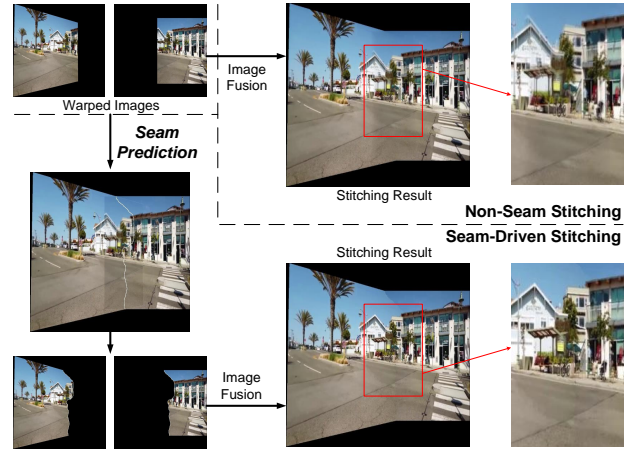 Image
Fusion
Warped Images
Seam
Prediction
Stitching Result
Non-Seam Stitching
Seam-Driven Stitching
Stitching Result
Image
Fusion